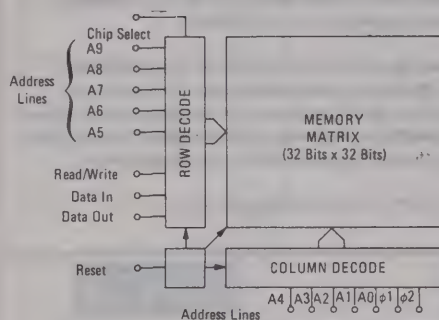 Chip Select
A9
A8
Address
Lines
A7
A6
A5
ROW DECODE
MEMORY
MATRIX
(32 Bits x 32 Bits)
Read/Write
Data In
Data Out
Reset
COLUMN DECODE
A4 A3 A2 A1 A0 φ1 φ2
Address Lines